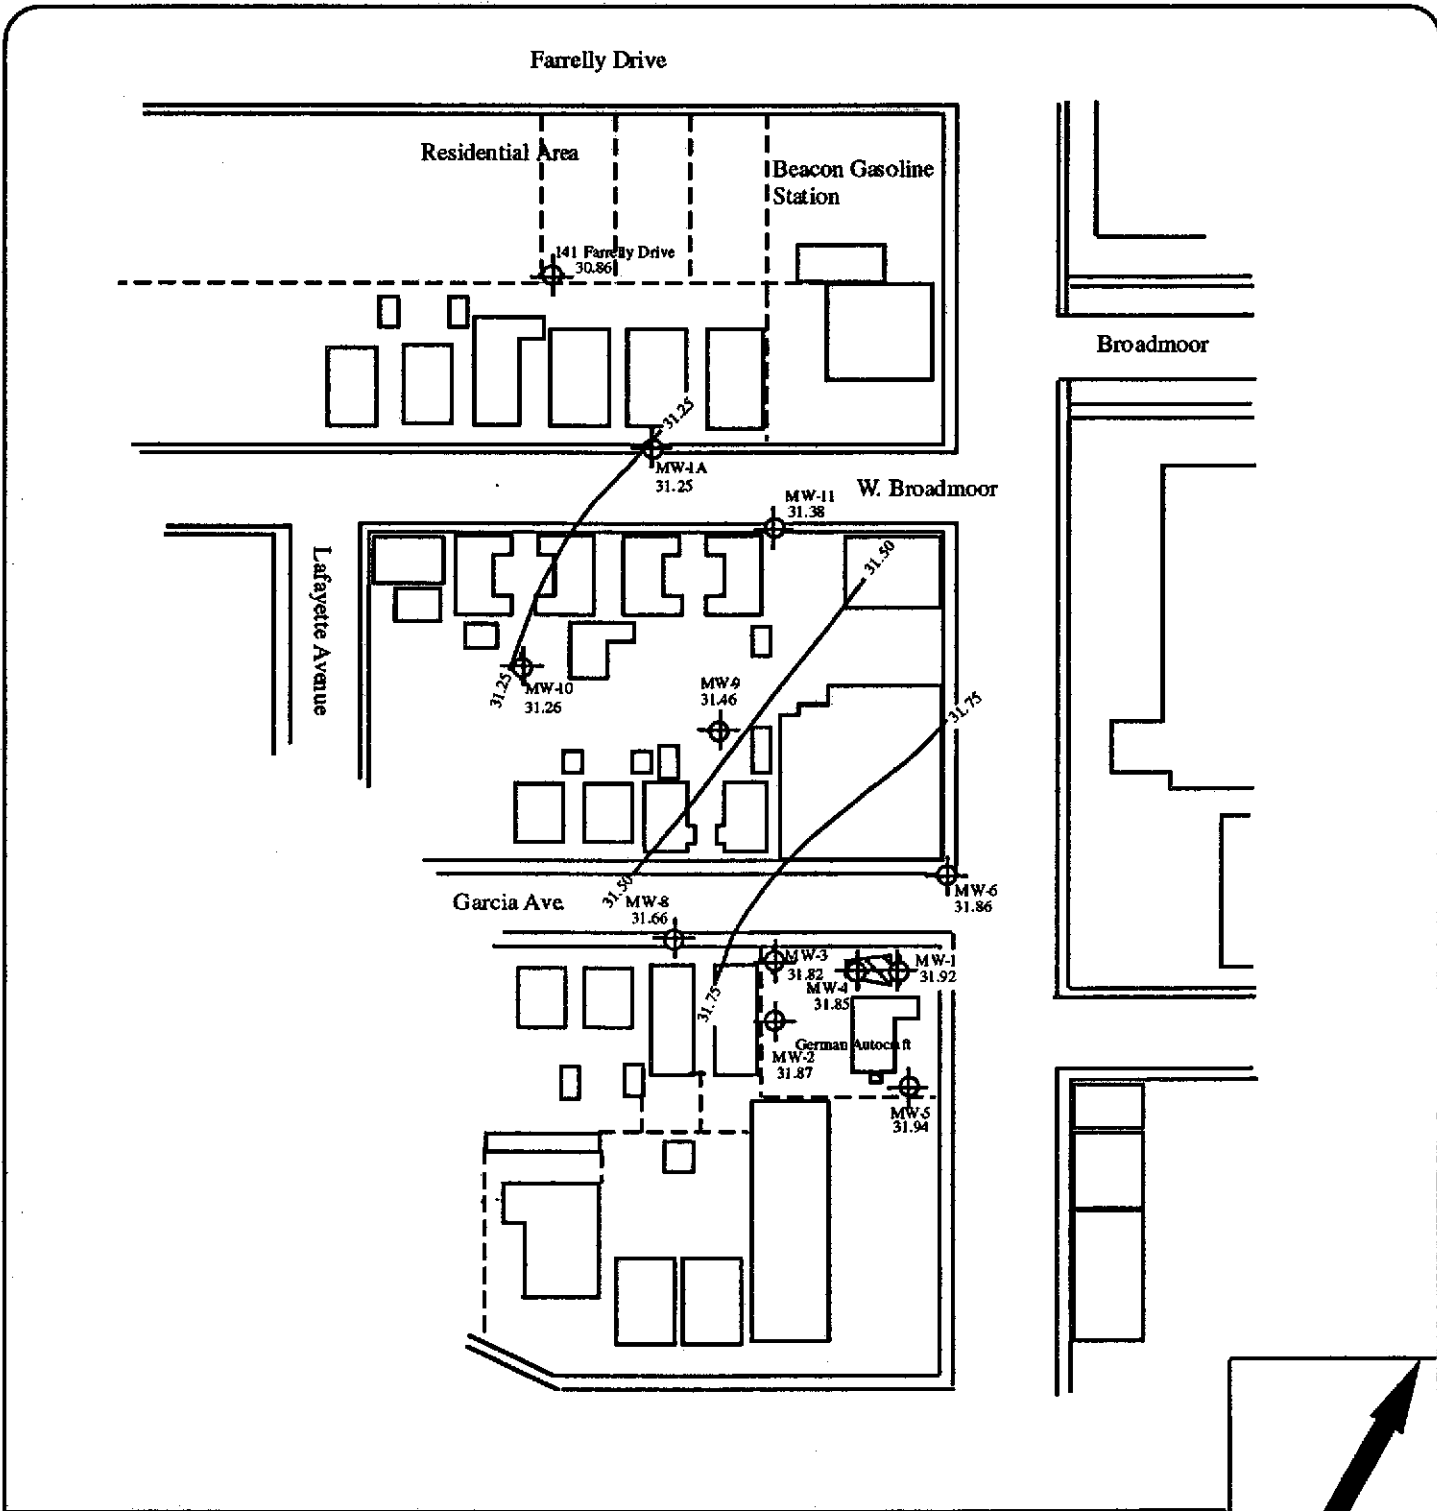 Farrelly Drive
Residential Area
Beacon Gasoline
Station
141 Farrelly Drive
30.86
Broadmoor
31.25
MW-1A
31.25
W. Broadmoor
MW-11
31.38
Lafayette Avenue
31.50
31.25
MW-10
31.26
MW-9
31.46
31.75
31.50
Garcia Ave.
MW-8
31.66
MW-6
31.86
MW-3
31.82
MW-1
31.92
MW-4
31.85
31.75
German Autocraft
MW-2
31.87
MW-5
31.94